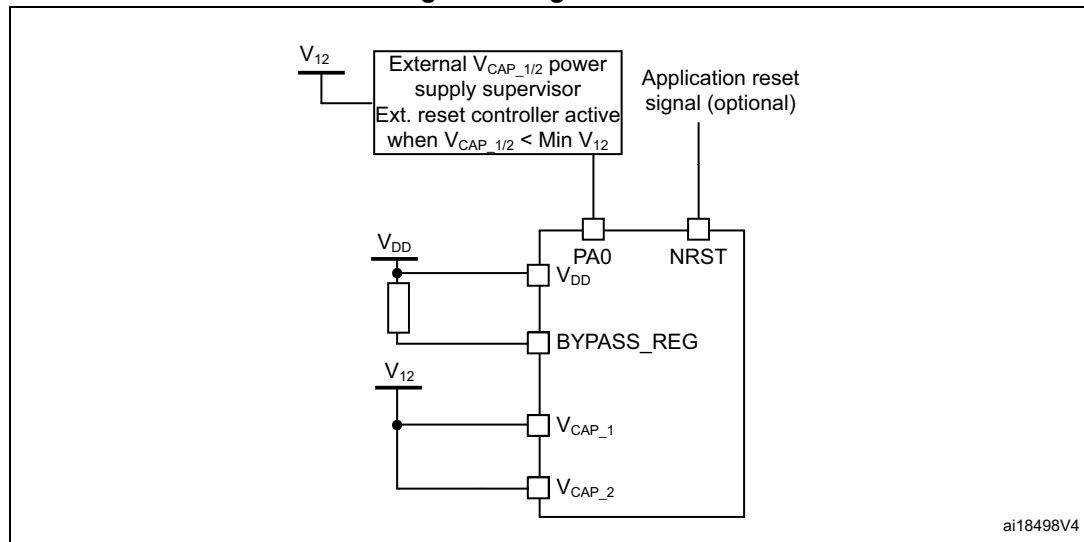 V12
External VCAP_1/2 power
supply supervisor
Ext. reset controller active
when VCAP_1/2 < Min V12
Application reset
signal (optional)
PA0
NRST
VDD
VDD
BYPASS_REG
V12
VCAP_1
VCAP_2
ai18498V4